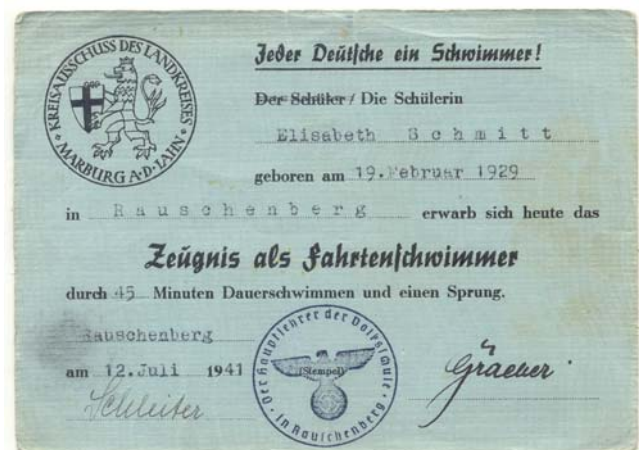 KREISAUSSCHUSS DES LANDKREISES
MARBURG A·D·LAHN
Jeder Deutsche ein Schwimmer!
Der Schüler / Die Schülerin
Elisabeth Schmitt
geboren am 19.Februar 1929
in Rauschenberg erwarb sich heute das
Zeugnis als Fahrtenschwimmer
durch 45 Minuten Dauerschwimmen und einen Sprung.
Rauschenberg
am 12.Juli 1941
Der Hauptlehrer der Volksschule
(Stempel)
in Rauschenberg
Schleiter